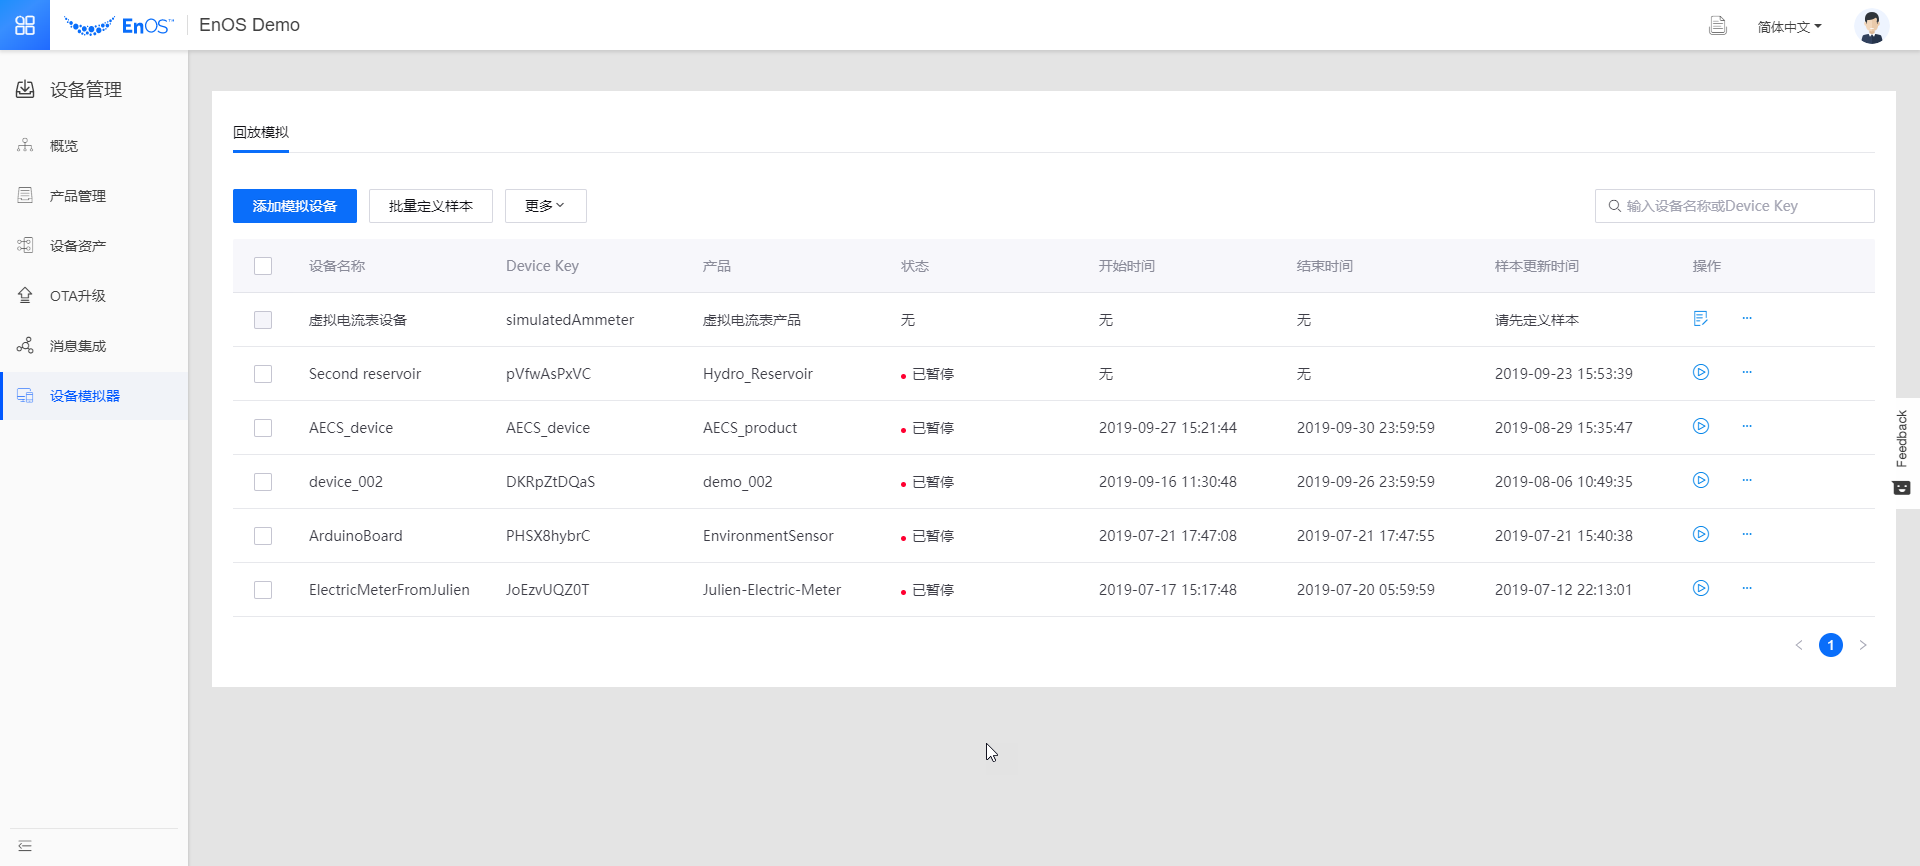 EnOS™ EnOS Demo 简体中文
设备管理
概览
产品管理
设备资产
OTA升级
消息集成
设备模拟器
回放模拟
添加模拟设备 批量定义样本 更多 输入设备名称或Device Key
设备名称 Device Key 产品 状态 开始时间 结束时间 样本更新时间 操作
虚拟电流表设备 simulatedAmmeter 虚拟电流表产品 无 无 无 请先定义样本 ...
Second reservoir pVfwAsPxVC Hydro_Reservoir 已暂停 无 无 2019-09-23 15:53:39 ...
AECS_device AECS_device AECS_product 已暂停 2019-09-27 15:21:44 2019-09-30 23:59:59 2019-08-29 15:35:47 ...
device_002 DKRpZtDQaS demo_002 已暂停 2019-09-16 11:30:48 2019-09-26 23:59:59 2019-08-06 10:49:35 ...
ArduinoBoard PHSX8hybrC EnvironmentSensor 已暂停 2019-07-21 17:47:08 2019-07-21 17:47:55 2019-07-21 15:40:38 ...
ElectricMeterFromJulien JoEzvUQZ0T Julien-Electric-Meter 已暂停 2019-07-17 15:17:48 2019-07-20 05:59:59 2019-07-12 22:13:01 ...
< 1 >
Feedback